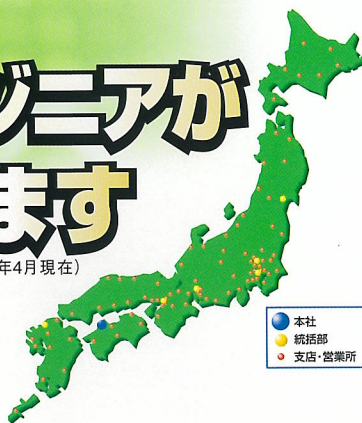 ジニアが
ます
年4月現在)
本社
統括部
支店・営業所